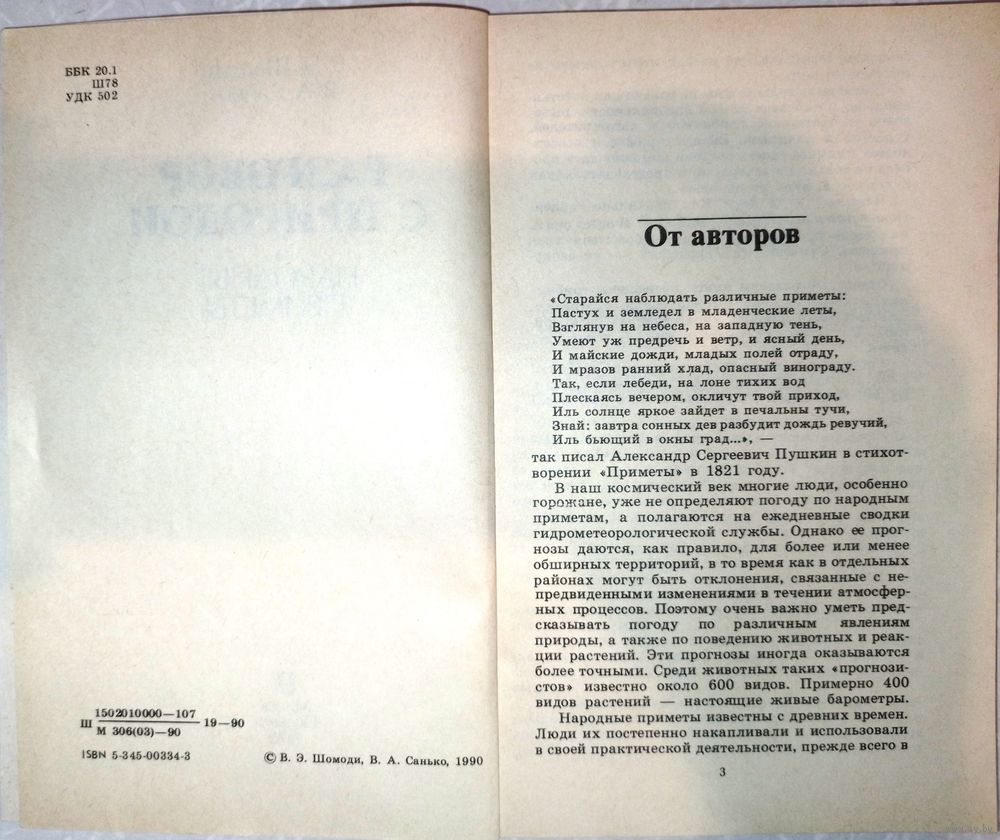 ББК 20.1
Ш78
УДК 502
Ш 1502010000—107
М 306(03)—90 19—90
ISBN 5-345-00334-3
© В. Э. Шомоди, В. А. Санько, 1990
От авторов
«Старайся наблюдать различные приметы:
Пастух и земледел в младенческие леты,
Взглянув на небеса, на западную тень,
Умеют уж предречь и ветр, и ясный день,
И майские дожди, младых полей отраду,
И мразов ранний хлад, опасный винограду.
Так, если лебеди, на лоне тихих вод
Плескаясь вечером, окличут твой приход,
Иль солнце яркое зайдет в печальны тучи,
Знай: завтра сонных дев разбудит дождь ревучий,
Иль бьющий в окны град...», —
так писал Александр Сергеевич Пушкин в стихот-
ворении «Приметы» в 1821 году.
В наш космический век многие люди, особенно
горожане, уже не определяют погоду по народным
приметам, а полагаются на ежедневные сводки
гидрометеорологической службы. Однако ее прог-
нозы даются, как правило, для более или менее
обширных территорий, в то время как в отдельных
районах могут быть отклонения, связанные с не-
предвиденными изменениями в течении атмосфер-
ных процессов. Поэтому очень важно уметь пред-
сказывать погоду по различным явлениям
природы, а также по поведению животных и реак-
ции растений. Эти прогнозы иногда оказываются
более точными. Среди животных таких «прогнози-
стов» известно около 600 видов. Примерно 400
видов растений — настоящие живые барометры.
Народные приметы известны с древних времен.
Люди их постепенно накапливали и использовали
в своей практической деятельности, прежде всего в
3